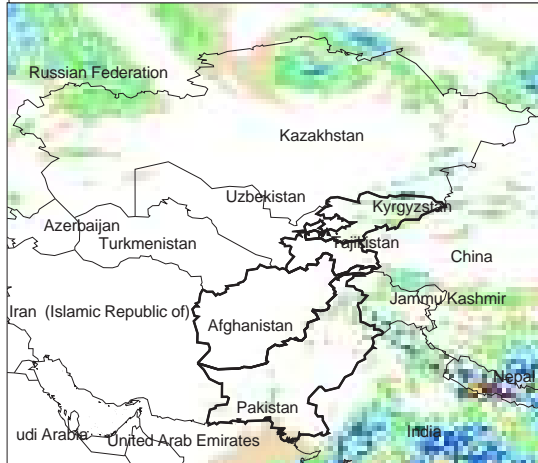 Russian Federation
Kazakhstan
Uzbekistan
Kyrgyzstan
Azerbaijan
Turkmenistan
Tajikistan
China
Iran (Islamic Republic of)
Jammu Kashmir
Afghanistan
Nepal
Pakistan
udi Arabia
United Arab Emirates
India